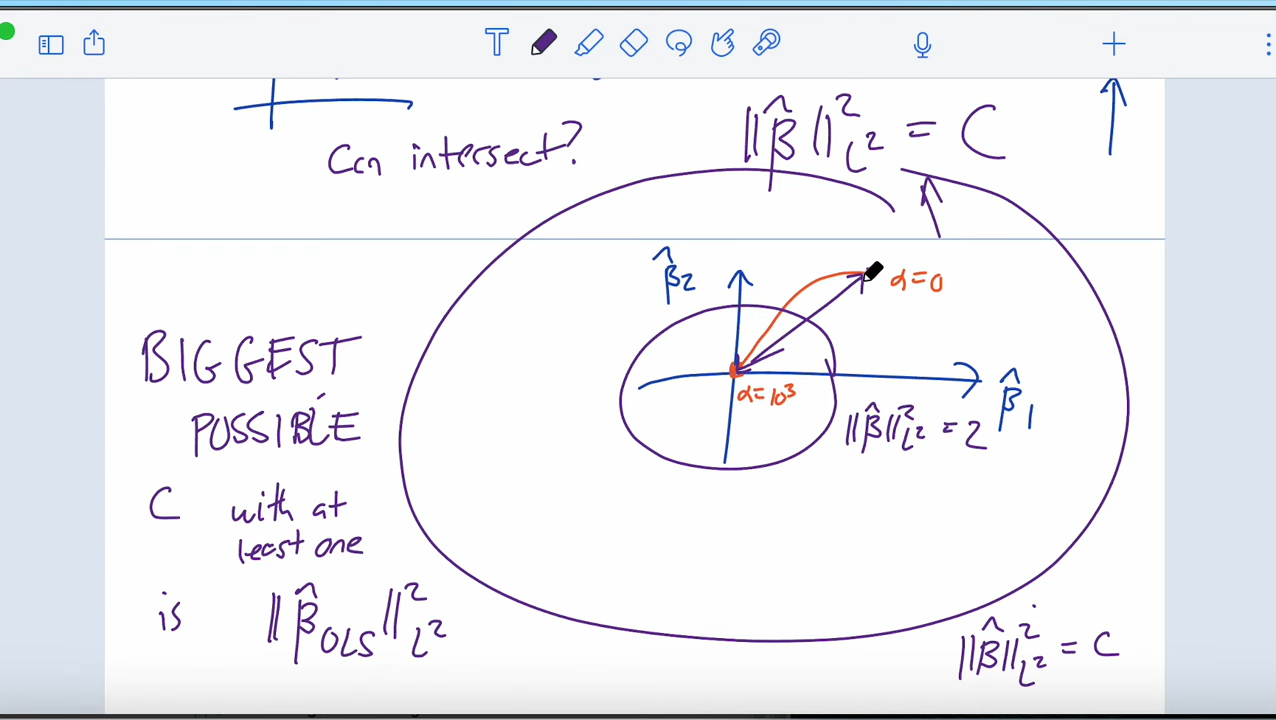 Can intersect?
||β̂||²_L² = C
β̂2
α=0
α=10³
β̂1
||β̂||²_L² = 2
BIGGEST
POSSIBLE
C with at
least one
is ||β̂_OLS||²_L²
||β̂||²_L² = C